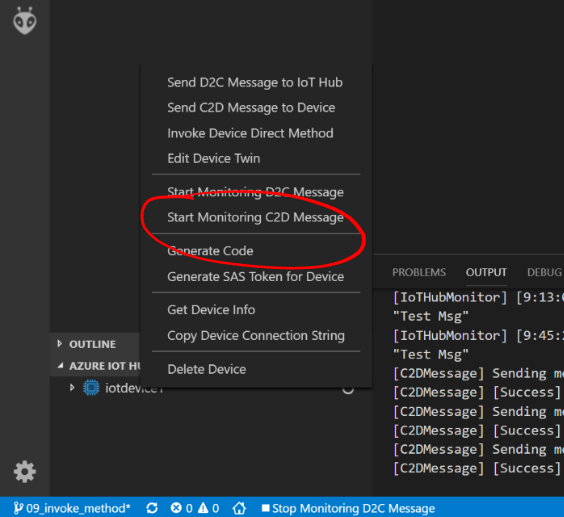 Send D2C Message to IoT Hub
Send C2D Message to Device
Invoke Device Direct Method
Edit Device Twin
Start Monitoring D2C Message
Start Monitoring C2D Message
Generate Code
Generate SAS Token for Device
Get Device Info
Copy Device Connection String
Delete Device
OUTLINE
AZURE IOT HU
iotdevice1
PROBLEMS OUTPUT DEBUG
[IoTHubMonitor] [9:13:
"Test Msg"
[IoTHubMonitor] [9:45:
"Test Msg"
[C2DMessage] Sending me
[C2DMessage] [Success]
[C2DMessage] Sending me
[C2DMessage] [Success]
[C2DMessage] Sending me
[C2DMessage] [Success]
09_invoke_method* 0 0 Stop Monitoring D2C Message